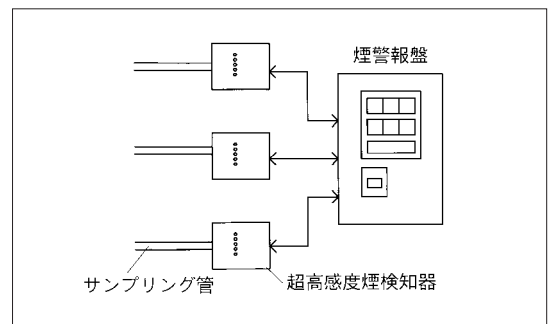 煙警報盤
サンプリング管
超高感度煙検知器